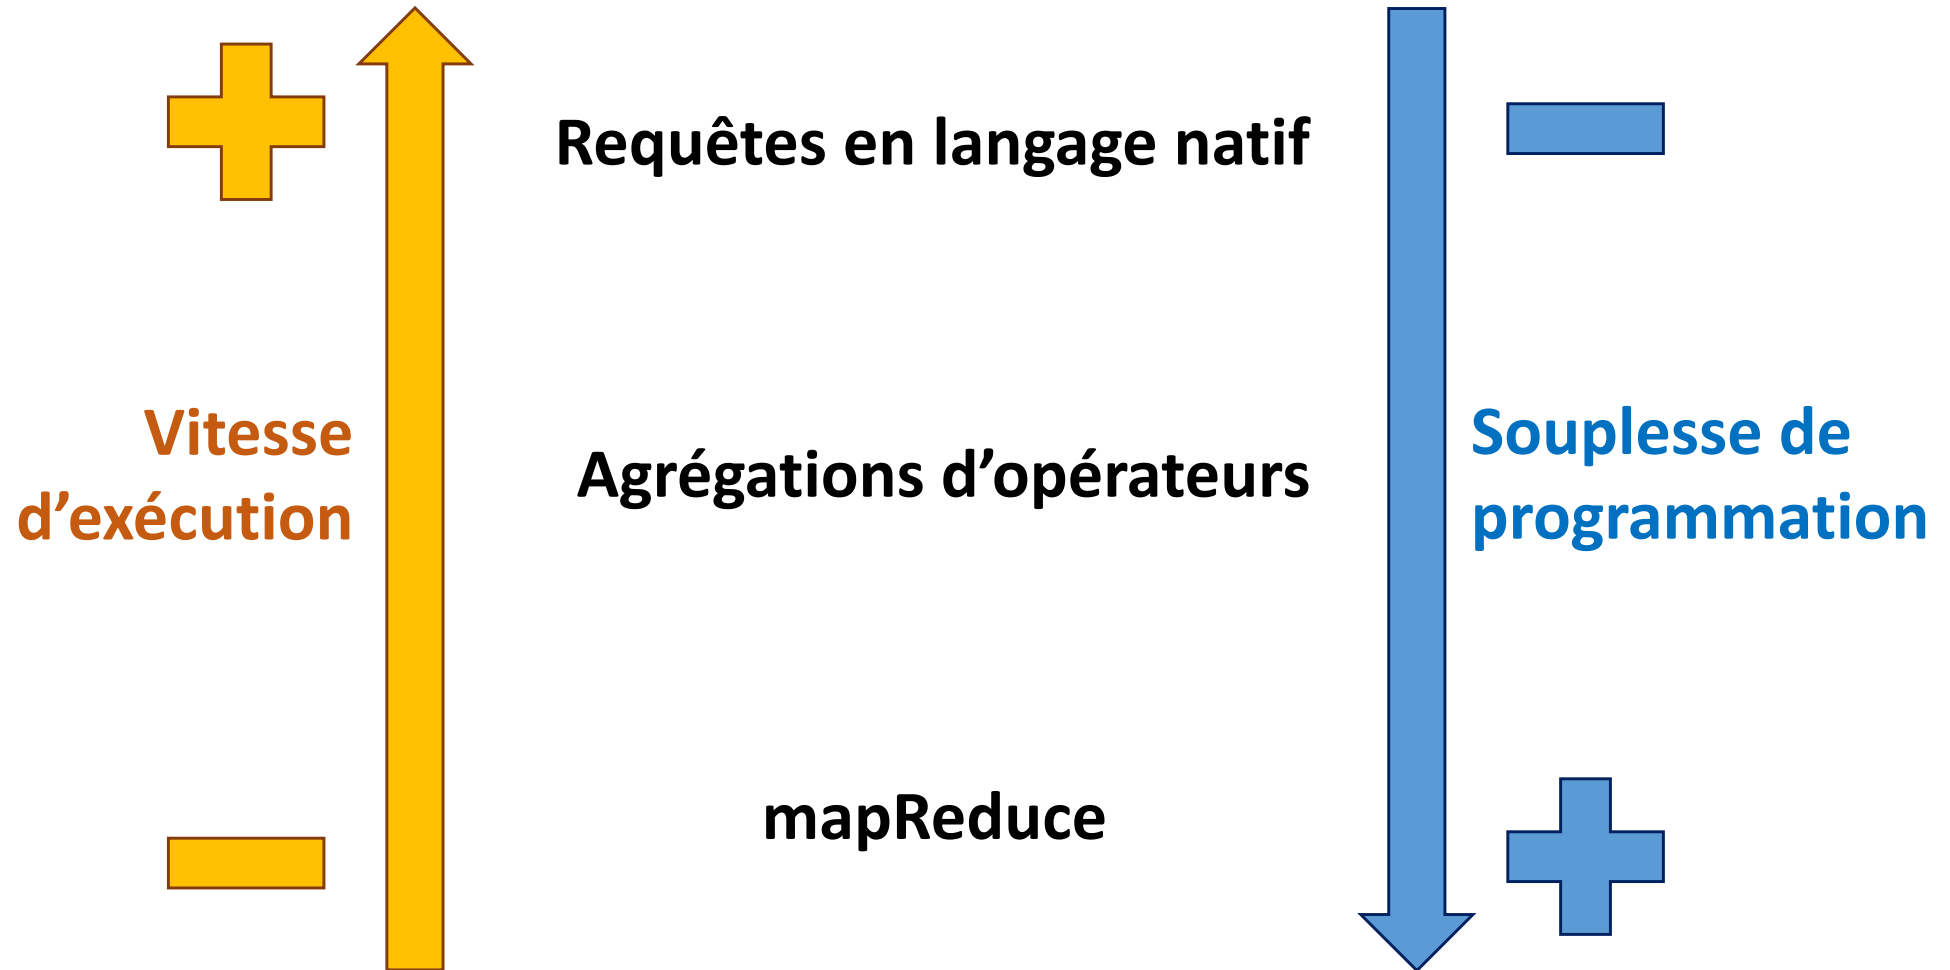 Requêtes en langage natif
Vitesse
d’exécution
Agrégations d’opérateurs
Souplesse de
programmation
mapReduce